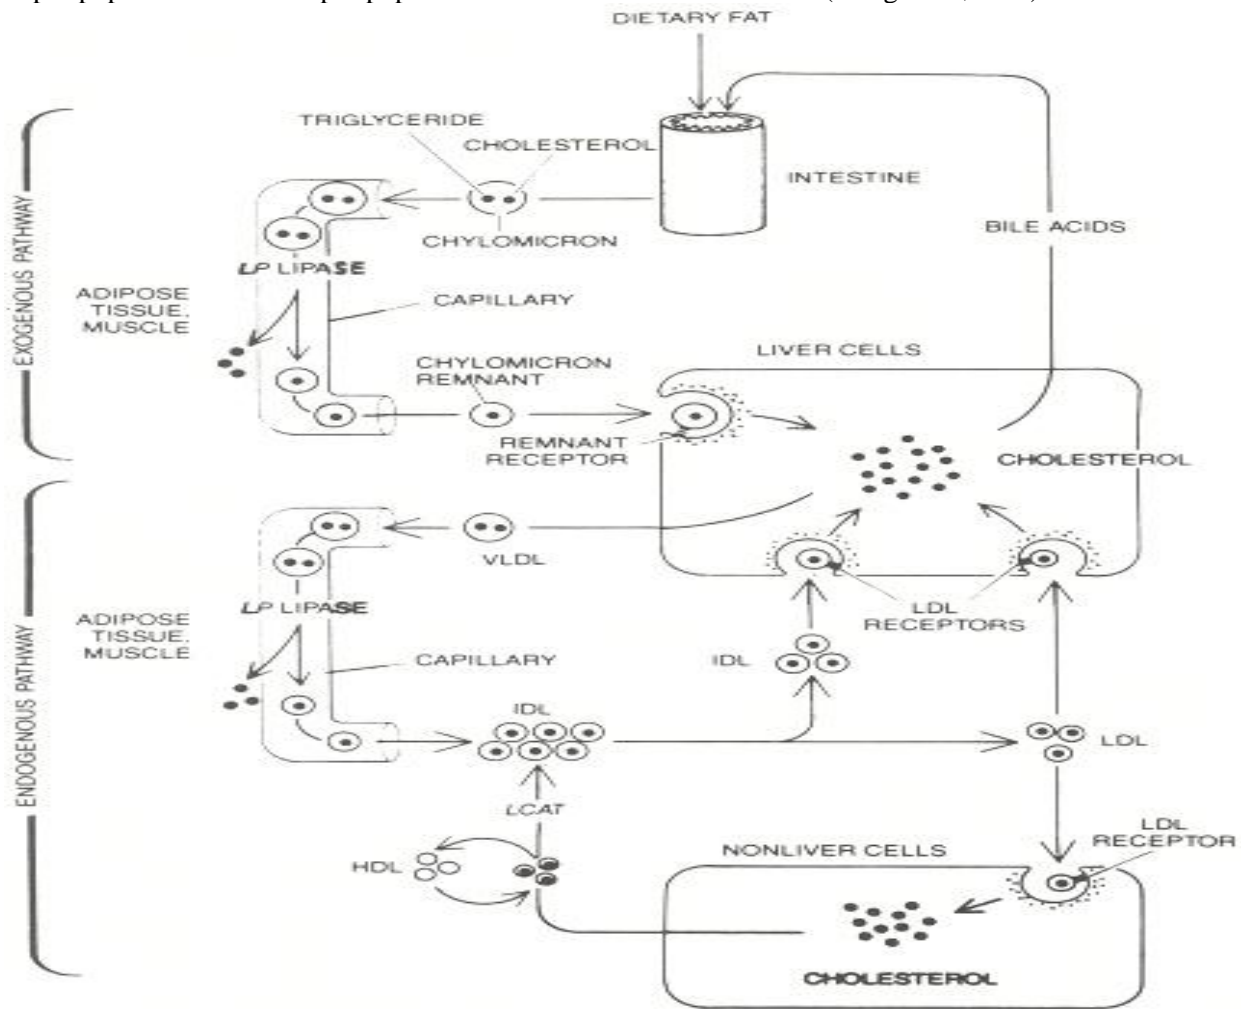 DIETARY FAT
TRIGLYCERIDE
CHOLESTEROL
INTESTINE
CHYLOMICRON
BILE ACIDS
EXOGENOUS PATHWAY
LP LIPASE
ADIPOSE
TISSUE,
MUSCLE
CAPILLARY
LIVER CELLS
CHYLOMICRON
REMNANT
REMNANT
RECEPTOR
CHOLESTEROL
ENDOGENOUS PATHWAY
VLDL
LP LIPASE
ADIPOSE
TISSUE,
MUSCLE
LDL
RECEPTORS
CAPILLARY
IDL
IDL
LDL
LCAT
HDL
NONLIVER CELLS
LDL
RECEPTOR
CHOLESTEROL